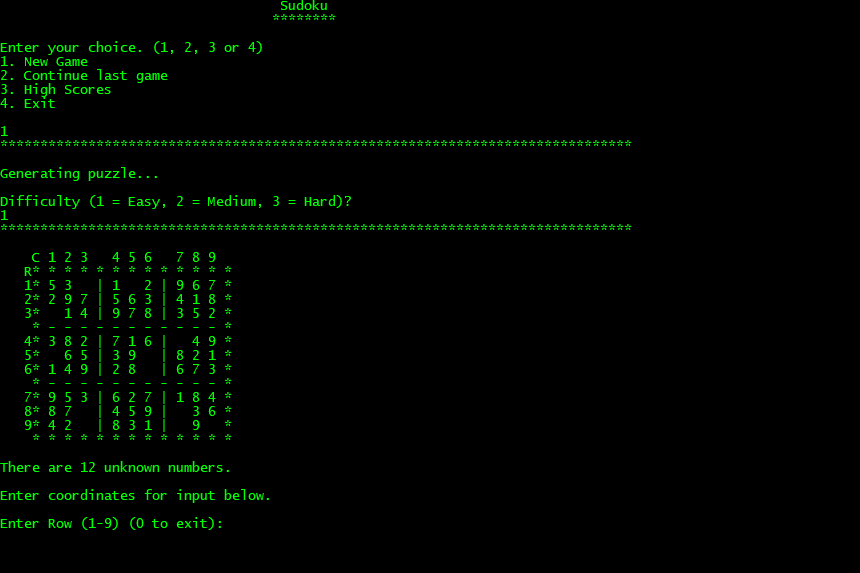 Sudoku
********
Enter your choice. (1, 2, 3 or 4)
1. New Game
2. Continue last game
3. High Scores
4. Exit
1
*******************************************************************************
Generating puzzle...
Difficulty (1 = Easy, 2 = Medium, 3 = Hard)?
1
*******************************************************************************
    C 1 2 3   4 5 6   7 8 9
   R* * * * * * * * * * * * *
   1* 5 3   | 1   2 | 9 6 7 *
   2* 2 9 7 | 5 6 3 | 4 1 8 *
   3*   1 4 | 9 7 8 | 3 5 2 *
    * - - - - - - - - - - - *
   4* 3 8 2 | 7 1 6 |   4 9 *
   5*   6 5 | 3 9   | 8 2 1 *
   6* 1 4 9 | 2 8   | 6 7 3 *
    * - - - - - - - - - - - *
   7* 9 5 3 | 6 2 7 | 1 8 4 *
   8* 8 7   | 4 5 9 |   3 6 *
   9* 4 2   | 8 3 1 |   9   *
    * * * * * * * * * * * * *
There are 12 unknown numbers.
Enter coordinates for input below.
Enter Row (1-9) (0 to exit):